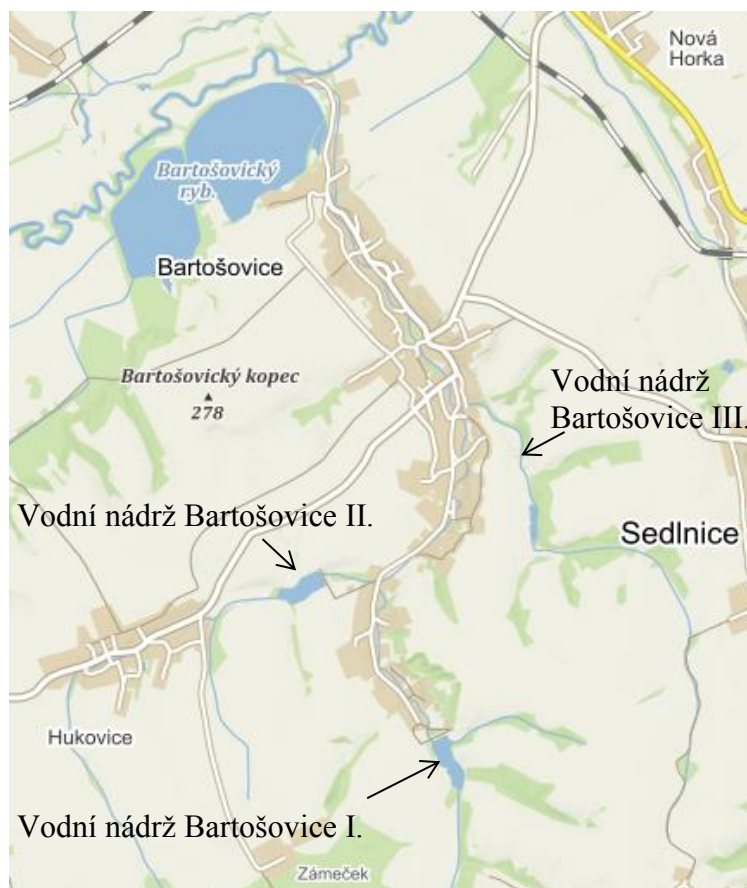 Nová
Horka
Bartošovický
ryb.
Bartošovice
Bartošovický kopec
278
Vodní nádrž
Bartošovice III.
Vodní nádrž Bartošovice II.
Sedlnice
Hukovice
Vodní nádrž Bartošovice I.
Zámeček